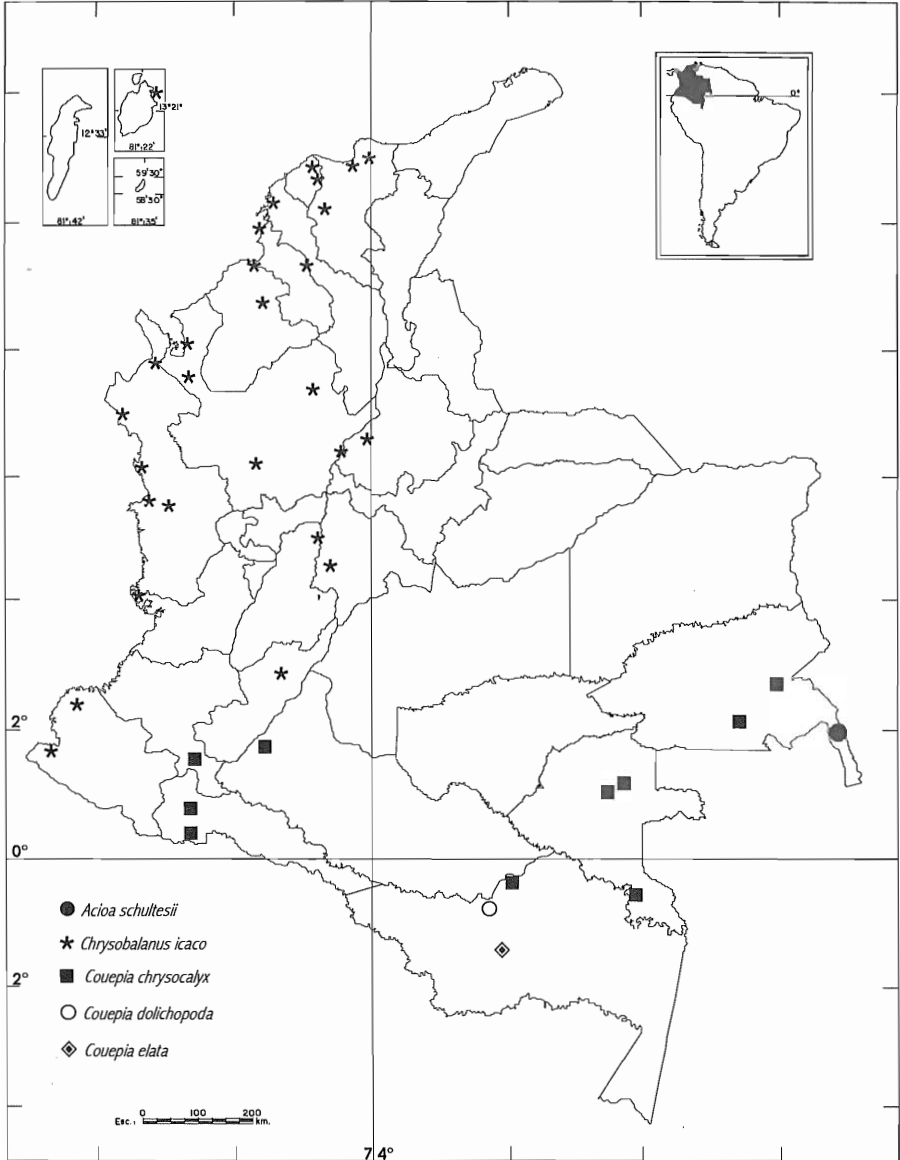 13°21'
12°33'
81°22'
59'30"
58'30"
81°42'
81°35'
0°
2°
0°
2°
Acioa schultesii
Chrysobalanus icaco
Couepia chrysocalyx
Couepia dolichopoda
Couepia elata
0 100 200
Esc.: km.
74°